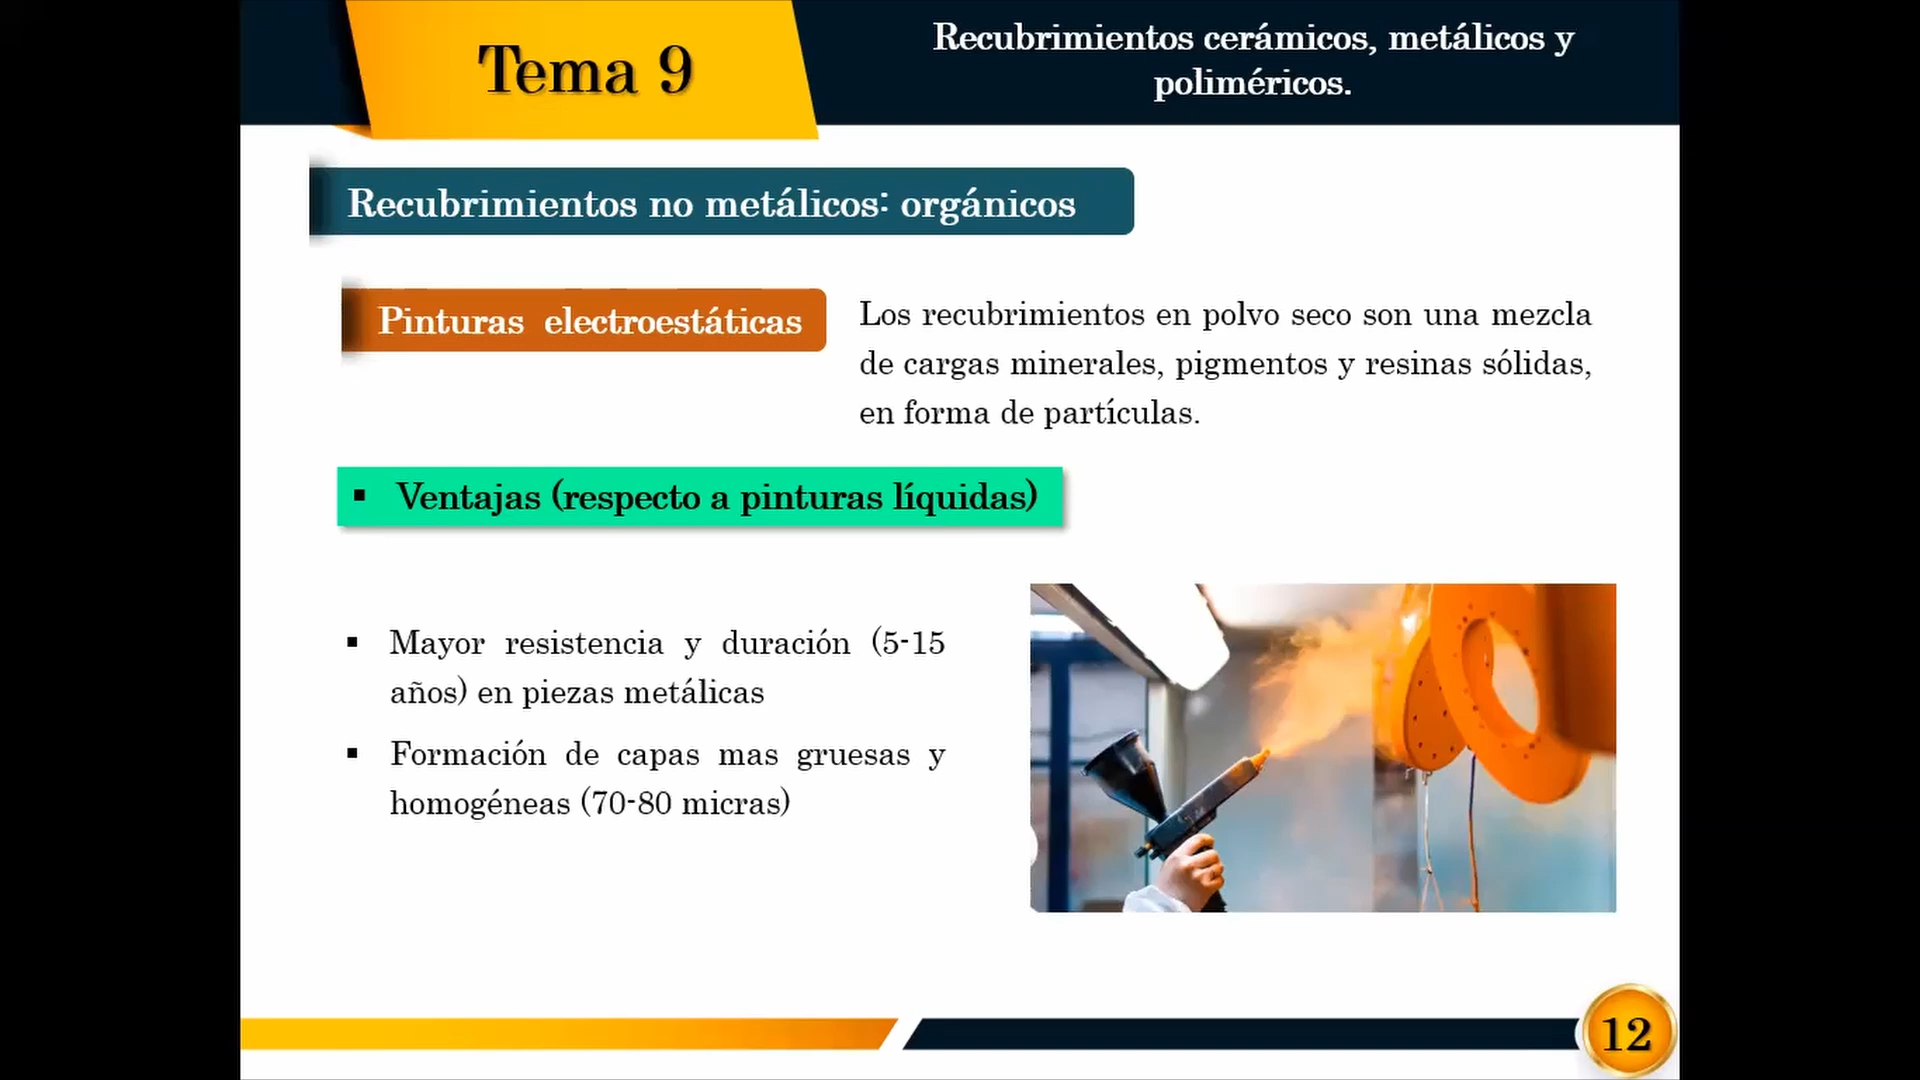 Tema 9
Recubrimientos cerámicos, metálicos y
poliméricos.
Recubrimientos no metálicos: orgánicos
Pinturas electroestáticas
Los recubrimientos en polvo seco son una mezcla
de cargas minerales, pigmentos y resinas sólidas,
en forma de partículas.
▪ Ventajas (respecto a pinturas líquidas)
▪ Mayor resistencia y duración (5-15
años) en piezas metálicas
▪ Formación de capas mas gruesas y
homogéneas (70-80 micras)
12